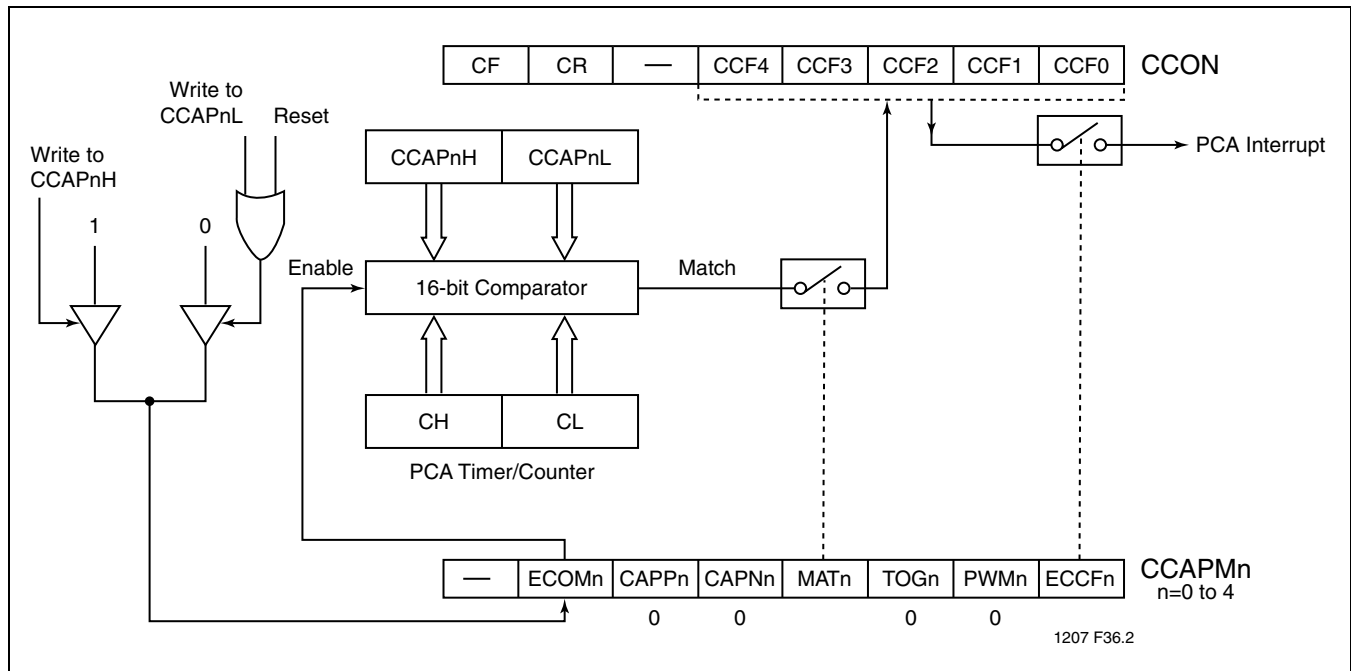 CF CR — CCF4 CCF3 CCF2 CCF1 CCF0 CCON
Write to
CCAPnL Reset
Write to
CCAPnH
CCAPnH CCAPnL
PCA Interrupt
1 0
Enable
16-bit Comparator
Match
CH CL
PCA Timer/Counter
— ECOMn CAPPn CAPNn MATn TOGn PWMn ECCFn CCAPMn
n=0 to 4
0 0 0 0
1207 F36.2